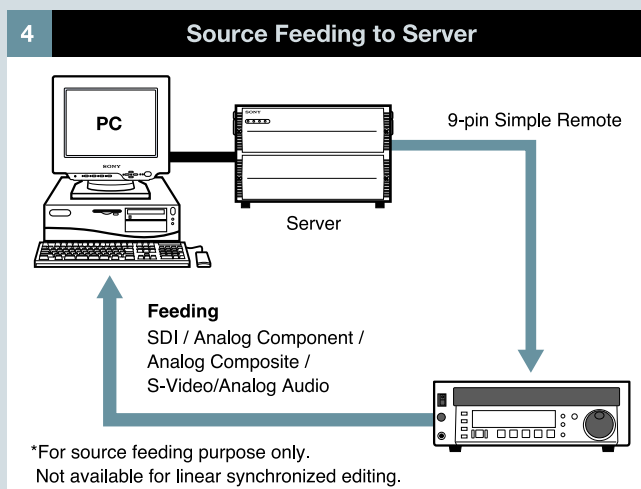 4
Source Feeding to Server
PC
SONY
SONY
9-pin Simple Remote
Server
Feeding
SDI / Analog Component /
Analog Composite /
S-Video/Analog Audio
*For source feeding purpose only.
Not available for linear synchronized editing.